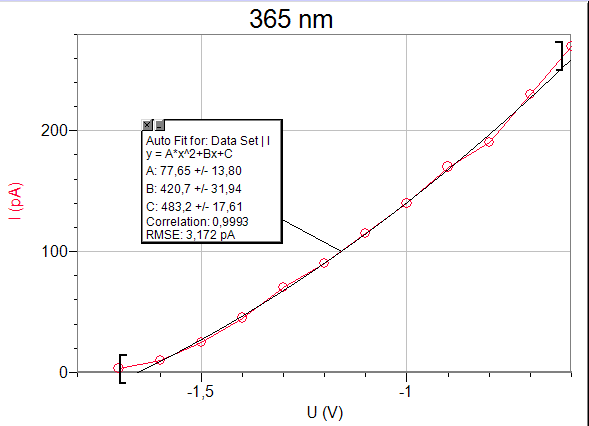 365 nm
200
Auto Fit for: Data Set | I
y = A*x^2+Bx+C
A: 77,65 +/- 13,80
B: 420,7 +/- 31,94
C: 483,2 +/- 17,61
Correlation: 0,9993
RMSE: 3,172 pA
I (pA)
100
0
-1,5
-1
U (V)